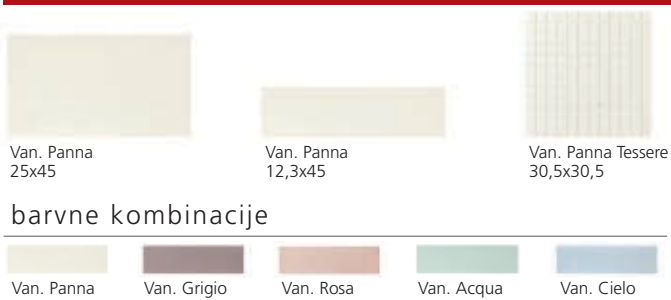 Van. Panna
25x45
Van. Panna
12,3x45
Van. Panna Tessere
30,5x30,5
barvne kombinacije
Van. Panna
Van. Grigio
Van. Rosa
Van. Acqua
Van. Cielo